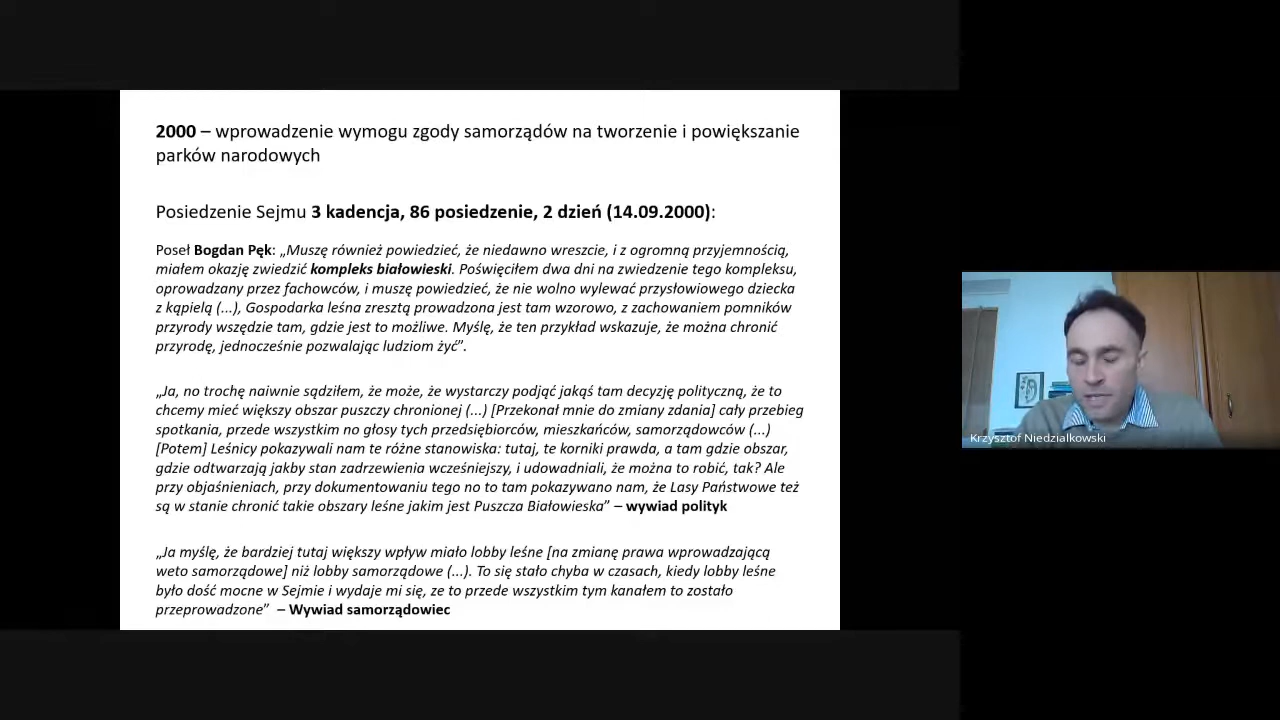 2000 – wprowadzenie wymogu zgody samorządów na tworzenie i powiększanie
parków narodowych
Posiedzenie Sejmu 3 kadencja, 86 posiedzenie, 2 dzień (14.09.2000):
Poseł Bogdan Pęk: „Muszę również powiedzieć, że niedawno wreszcie, i z ogromną przyjemnością,
miałem okazję zwiedzić kompleks białowieski. Poświęciłem dwa dni na zwiedzenie tego kompleksu,
oprowadzany przez fachowców, i muszę powiedzieć, że nie wolno wylewać przysłowiowego dziecka
z kąpielą (...), Gospodarka leśna zresztą prowadzona jest tam wzorowo, z zachowaniem pomników
przyrody wszędzie tam, gdzie jest to możliwe. Myślę, że ten przykład wskazuje, że można chronić
przyrodę, jednocześnie pozwalając ludziom żyć”.
„Ja, no trochę naiwnie sądziłem, że może, że wystarczy podjąć jakąś tam decyzję polityczną, że to
chcemy mieć większy obszar puszczy chronionej (...) [Przekonał mnie do zmiany zdania] cały przebieg
spotkania, przede wszystkim no głosy tych przedsiębiorców, mieszkańców, samorządowców (...)
[Potem] Leśnicy pokazywali nam te różne stanowiska: tutaj, te korniki prawda, a tam gdzie obszar,
gdzie odtwarzają jakby stan zadrzewienia wcześniejszy, i udowadniali, że można to robić, tak? Ale
przy objaśnieniach, przy dokumentowaniu tego no to tam pokazywano nam, że Lasy Państwowe też
są w stanie chronić takie obszary leśne jakim jest Puszcza Białowieska” – wywiad polityk
„Ja myślę, że bardziej tutaj większy wpływ miało lobby leśne [na zmianę prawa wprowadzającą
weto samorządowe] niż lobby samorządowe (...). To się stało chyba w czasach, kiedy lobby leśne
było dość mocne w Sejmie i wydaje mi się, ze to przede wszystkim tym kanałem to zostało
przeprowadzone” – Wywiad samorządowiec
Krzysztof Niedzialkowski